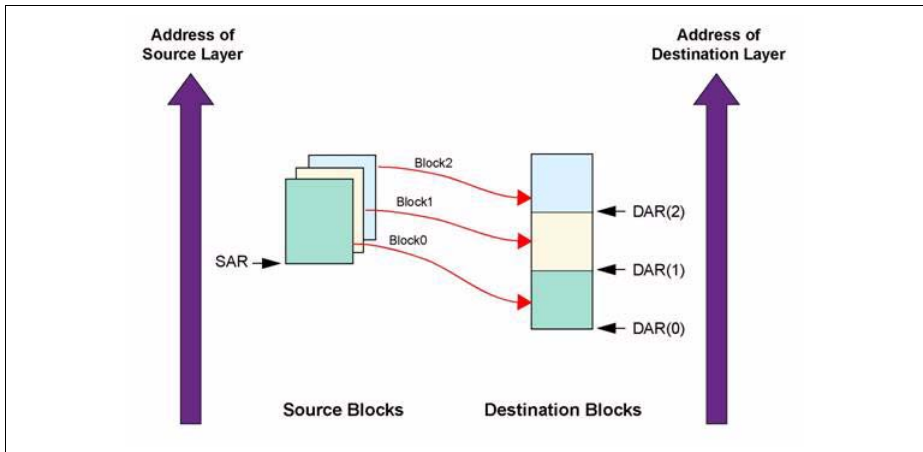 Address of
Source Layer
Address of
Destination Layer
Block2
Block1
Block0
SAR
DAR(2)
DAR(1)
DAR(0)
Source Blocks
Destination Blocks